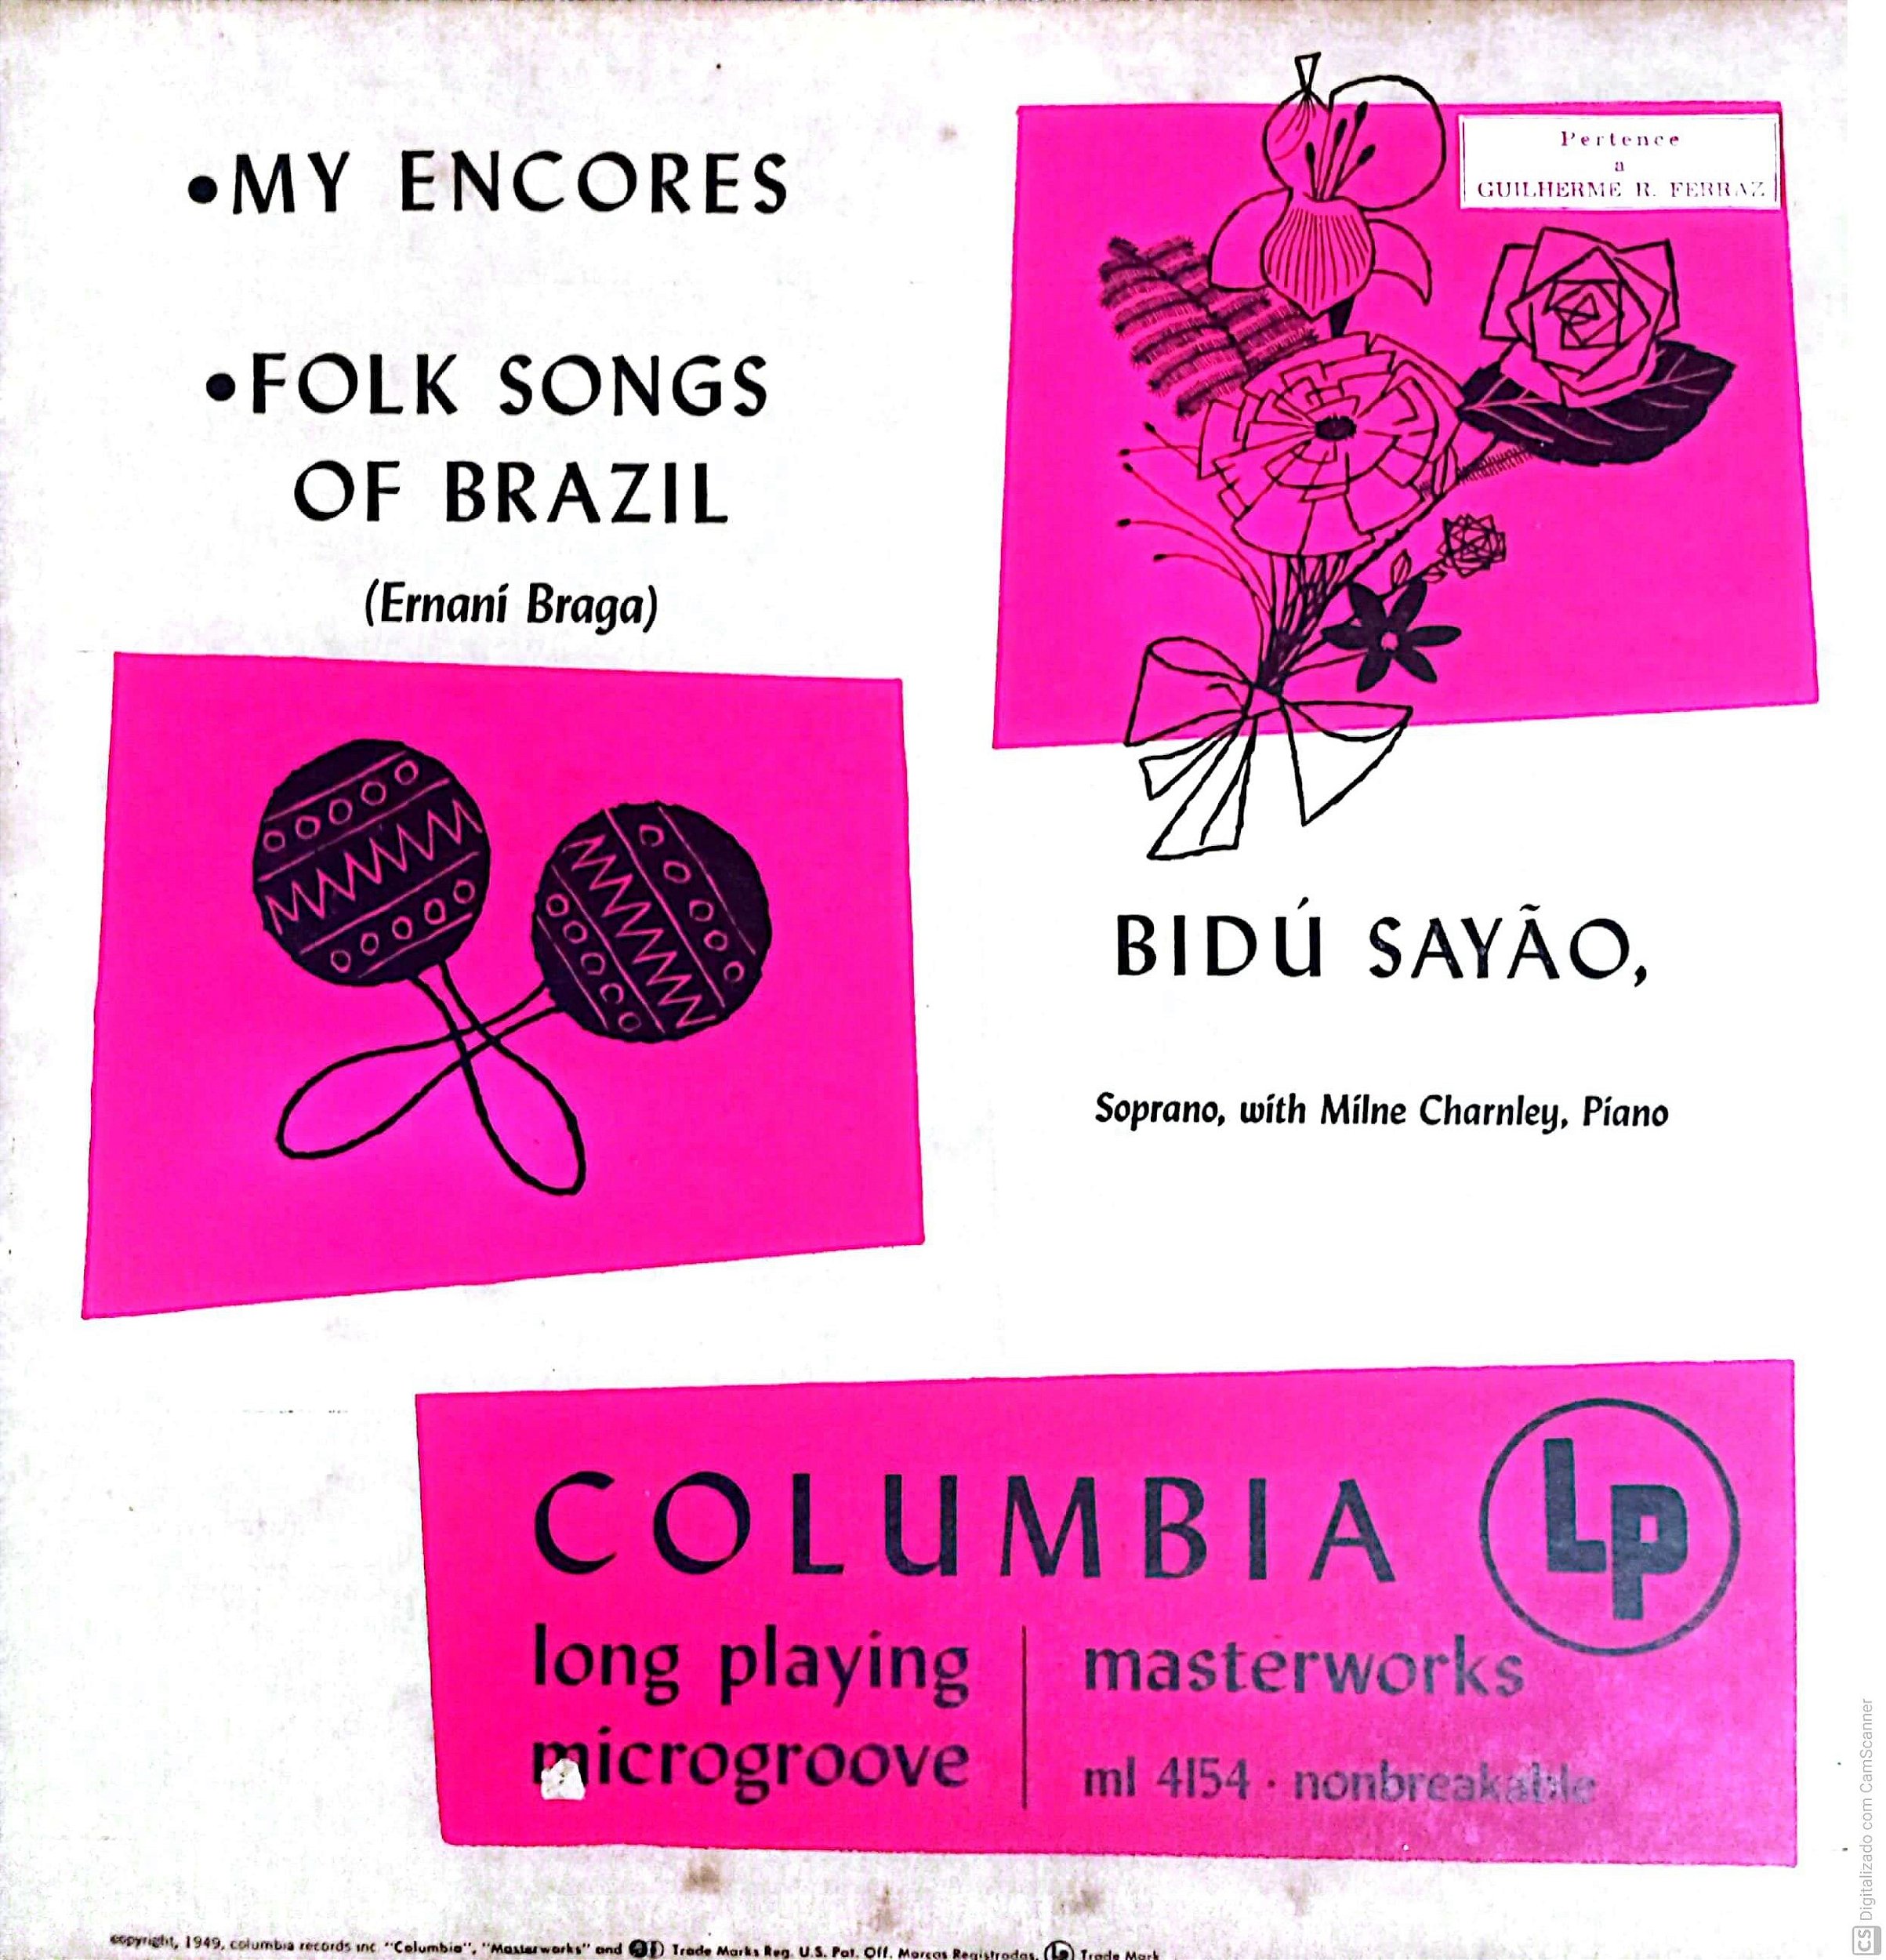 •MY ENCORES
•FOLK SONGS
OF BRAZIL
(Ernani Braga)
Pertence
a
GUILHERME R. FERRAZ
BIDÚ SAYÃO,
Soprano, with Milne Charnley, Piano
COLUMBIA
LP
long playing
microgroove
masterworks
ml 4154 · nonbreakable
copyright, 1949, columbia records inc. "Columbia", "Masterworks" and Trade Marks Reg. U.S. Pat. Off. Marcas Registradas. LP Trade Mark
CS Digitalizado com CamScanner